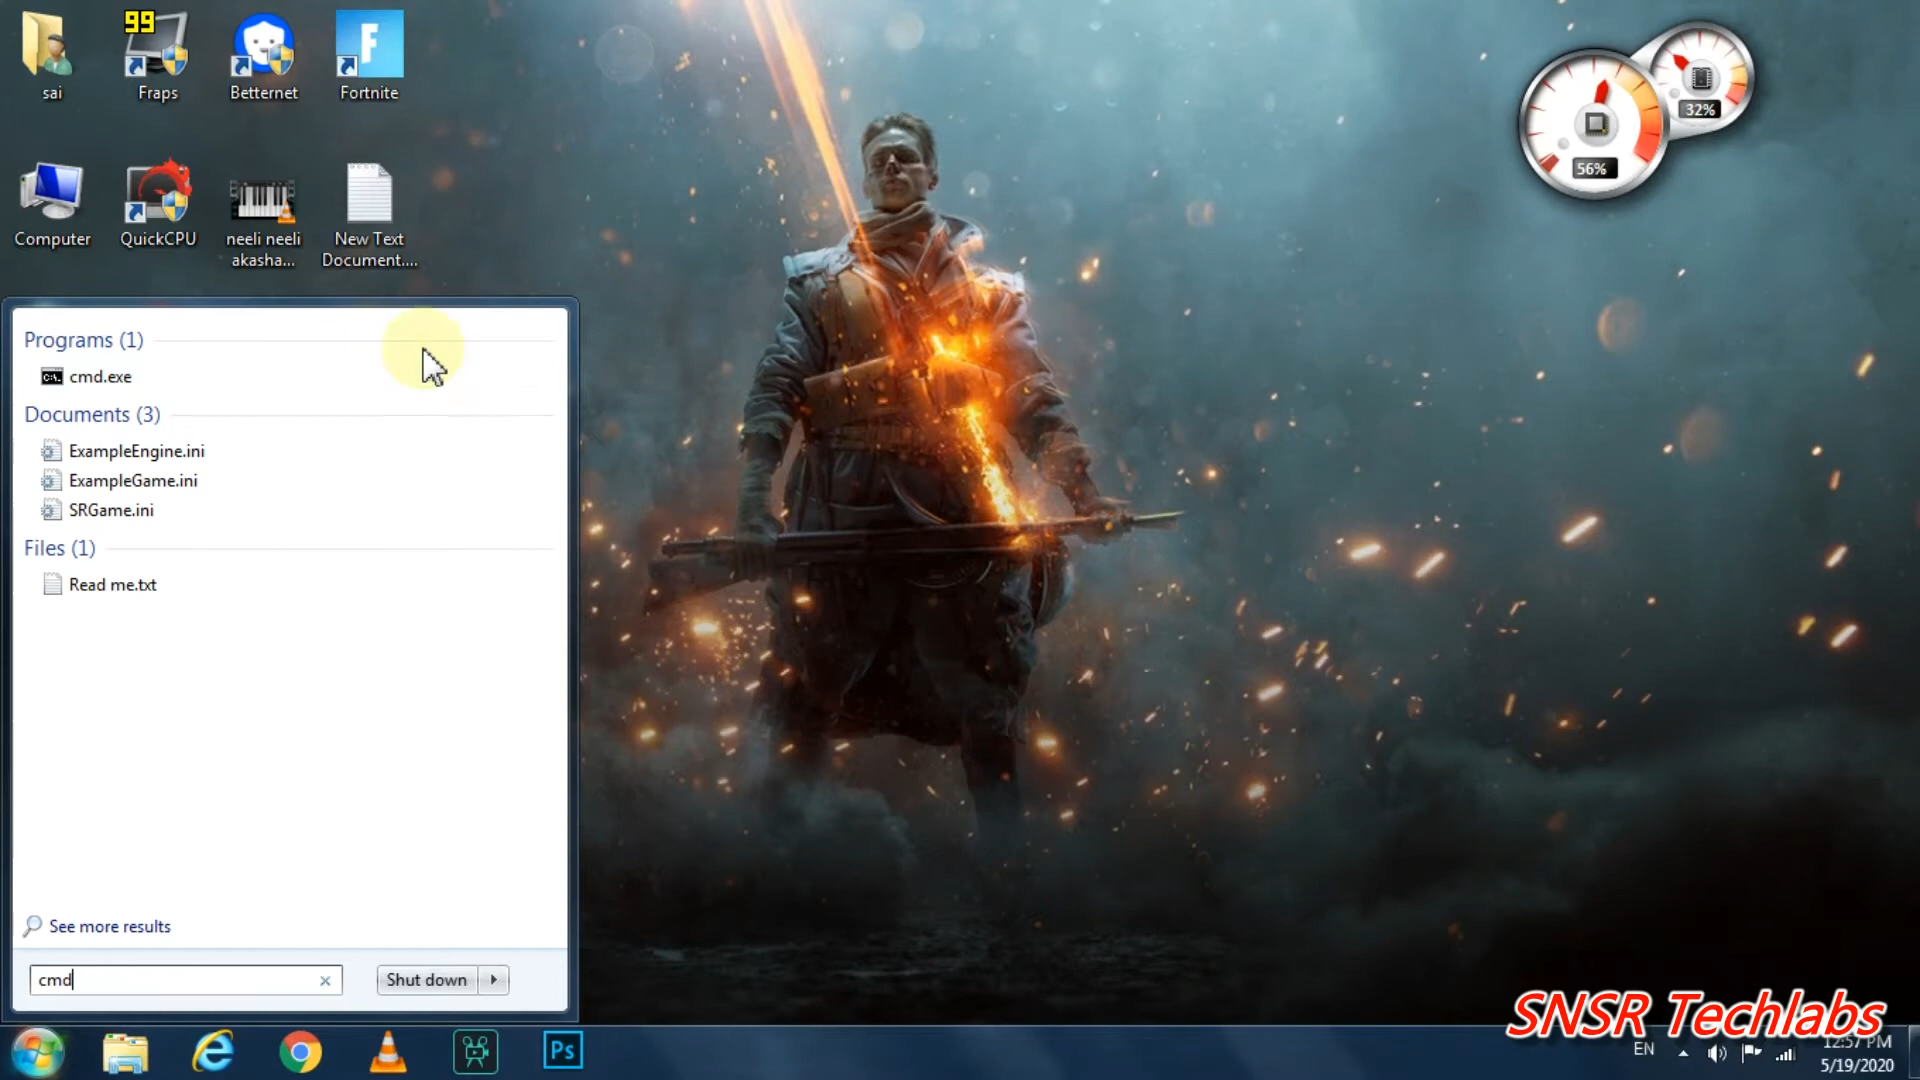 99
sai
Fraps
Betternet
Fortnite
Computer
QuickCPU
neeli neeli
akasha...
New Text
Document....
32%
56%
Programs (1)
cmd.exe
Documents (3)
ExampleEngine.ini
ExampleGame.ini
SRGame.ini
Files (1)
Read me.txt
See more results
cmd
Shut down
Ps
SNSR Techlabs
EN
12:57 PM
5/19/2020